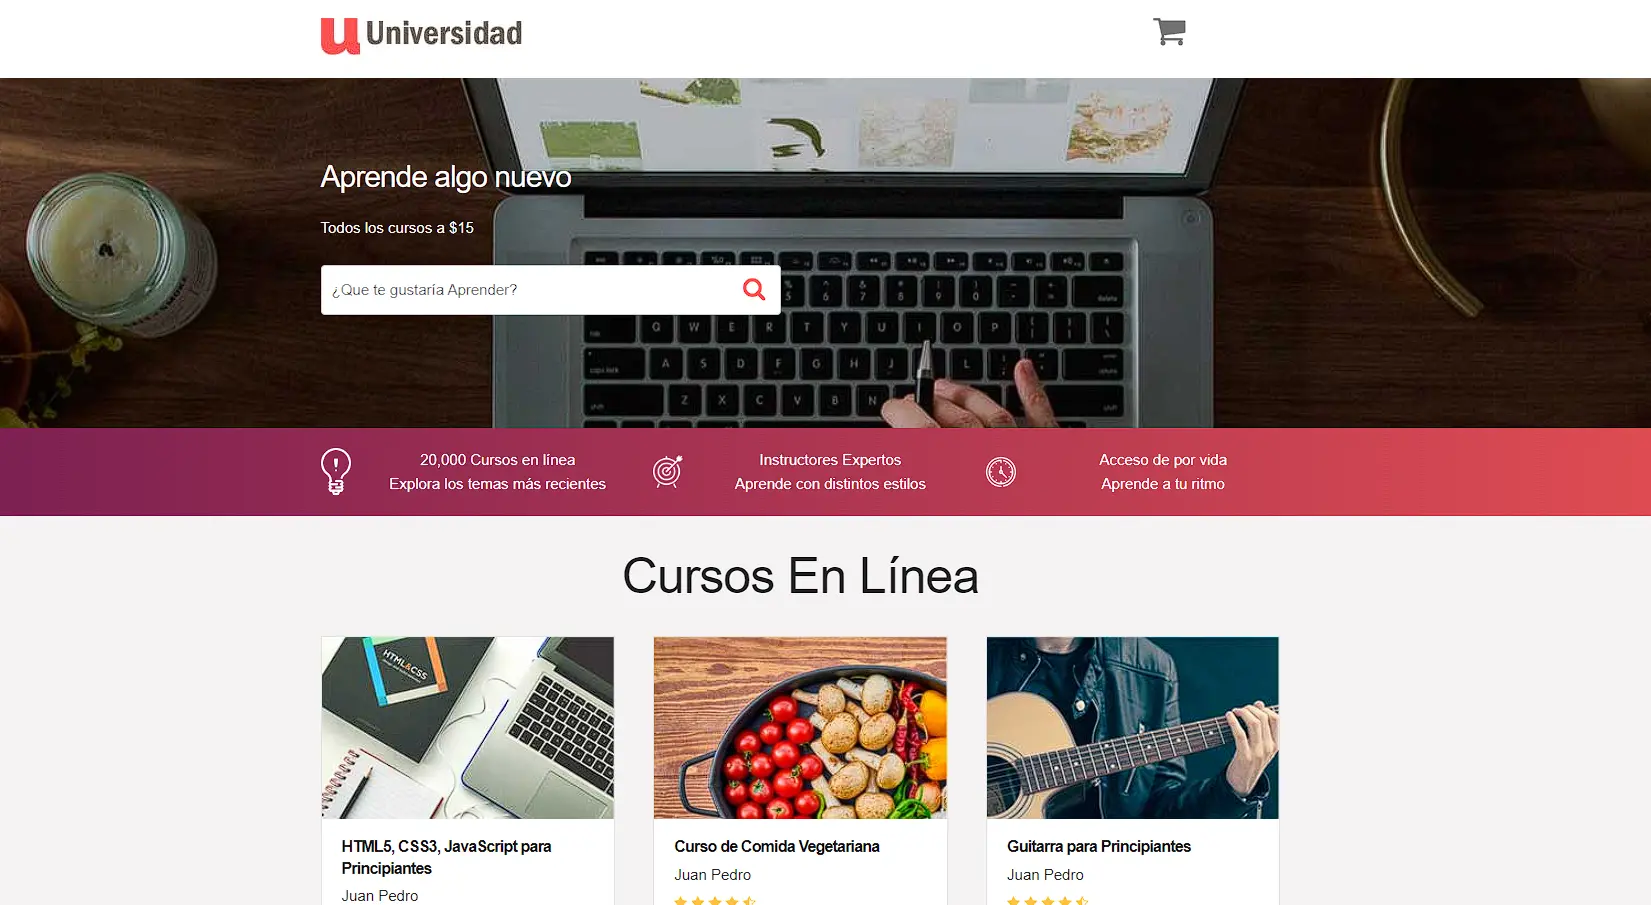 Universidad
Aprende algo nuevo
Todos los cursos a $15
¿Que te gustaría Aprender?
20,000 Cursos en línea
Explora los temas más recientes
Instructores Expertos
Aprende con distintos estilos
Acceso de por vida
Aprende a tu ritmo
Cursos En Línea
HTML&CSS
HTML5, CSS3, JavaScript para
Principiantes
Juan Pedro
Curso de Comida Vegetariana
Juan Pedro
Guitarra para Principiantes
Juan Pedro